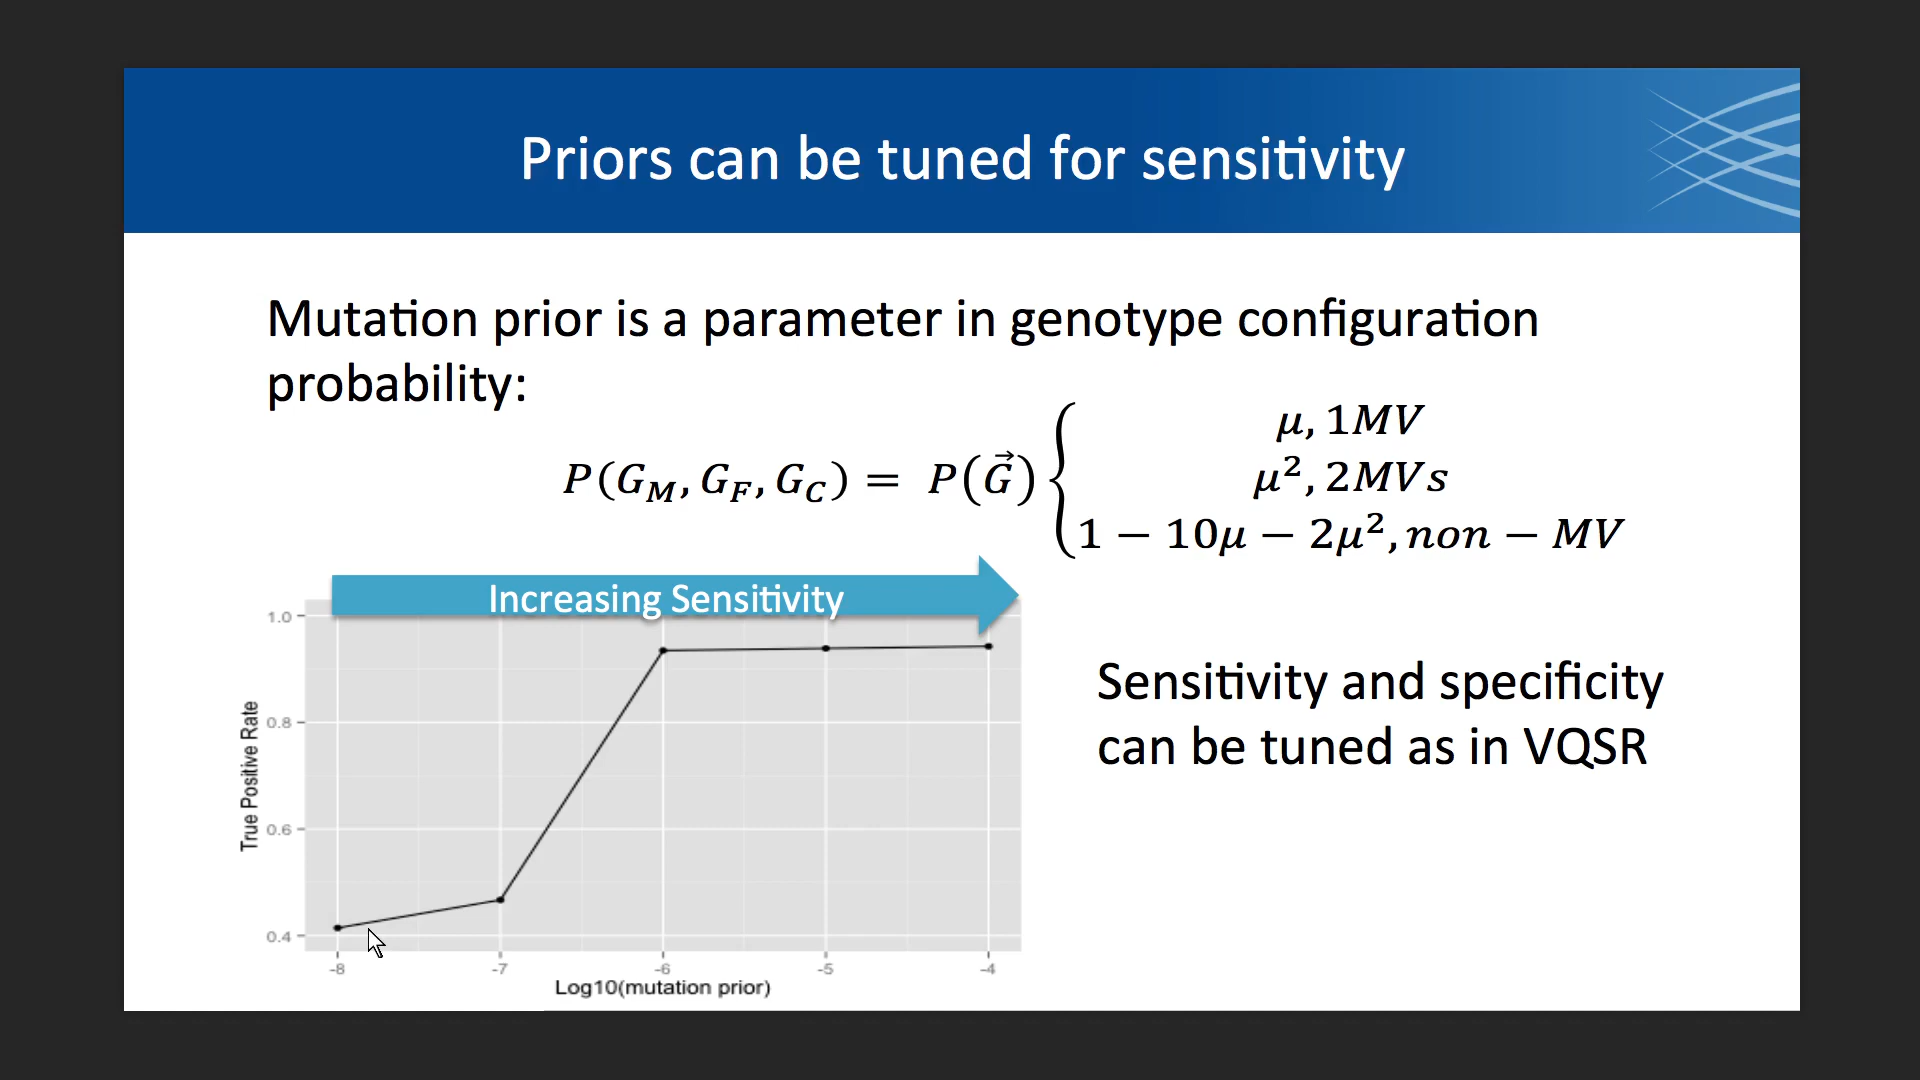 Priors can be tuned for sensitivity
Mutation prior is a parameter in genotype configuration
probability:
μ, 1MV
P(G_M, G_F, G_C) = P(G⃗) {
μ², 2MVs
1 − 10μ − 2μ², non − MV
Increasing Sensitivity
1.0
0.8
0.6
0.4
True Positive Rate
-8 -7 -6 -5 -4
Log10(mutation prior)
Sensitivity and specificity
can be tuned as in VQSR